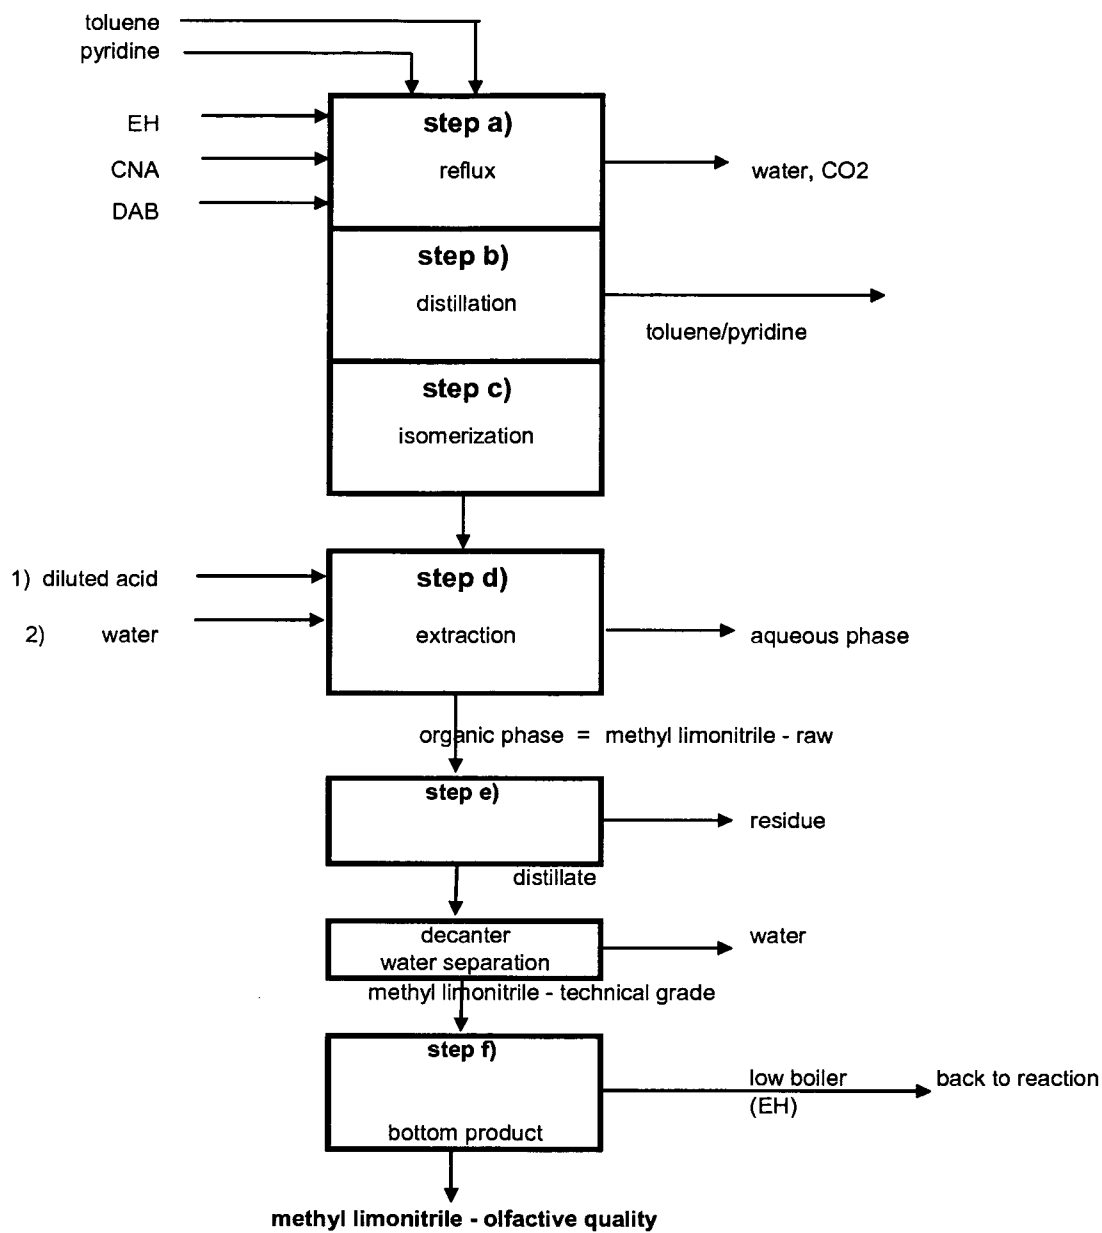 toluene
pyridine
step a)
EH
reflux
CNA
water, CO2
DAB
step b)
distillation
toluene/pyridine
step c)
isomerization
1) diluted acid
step d)
2) water
extraction
aqueous phase
organic phase = methyl limonitrile - raw
step e)
residue
distillate
decanter
water
water separation
methyl limonitrile - technical grade
step f)
low boiler
back to reaction
(EH)
bottom product
methyl limonitrile - olfactive quality